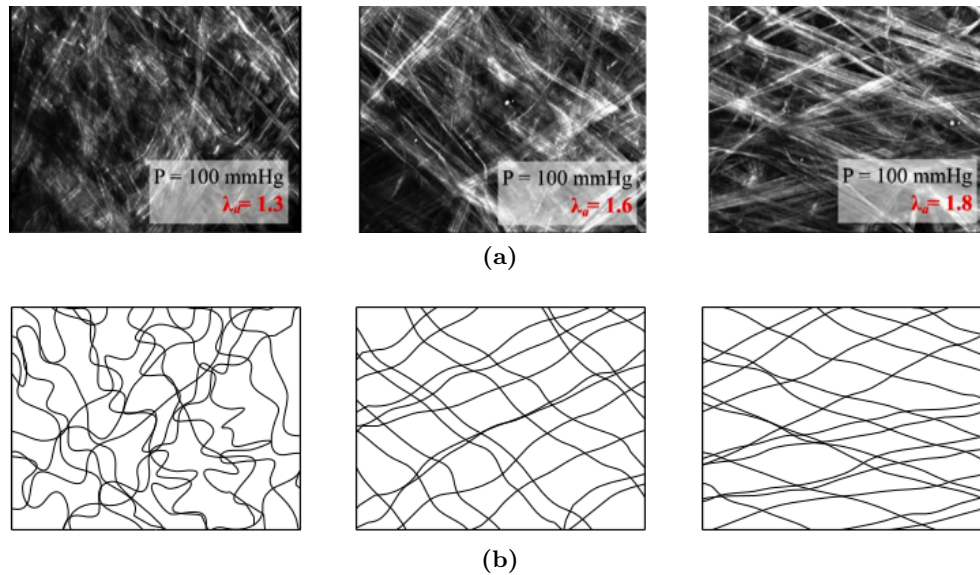 P = 100 mmHg
λₐ= 1.3
P = 100 mmHg
λₐ= 1.6
P = 100 mmHg
λₐ= 1.8
(a)
(b)